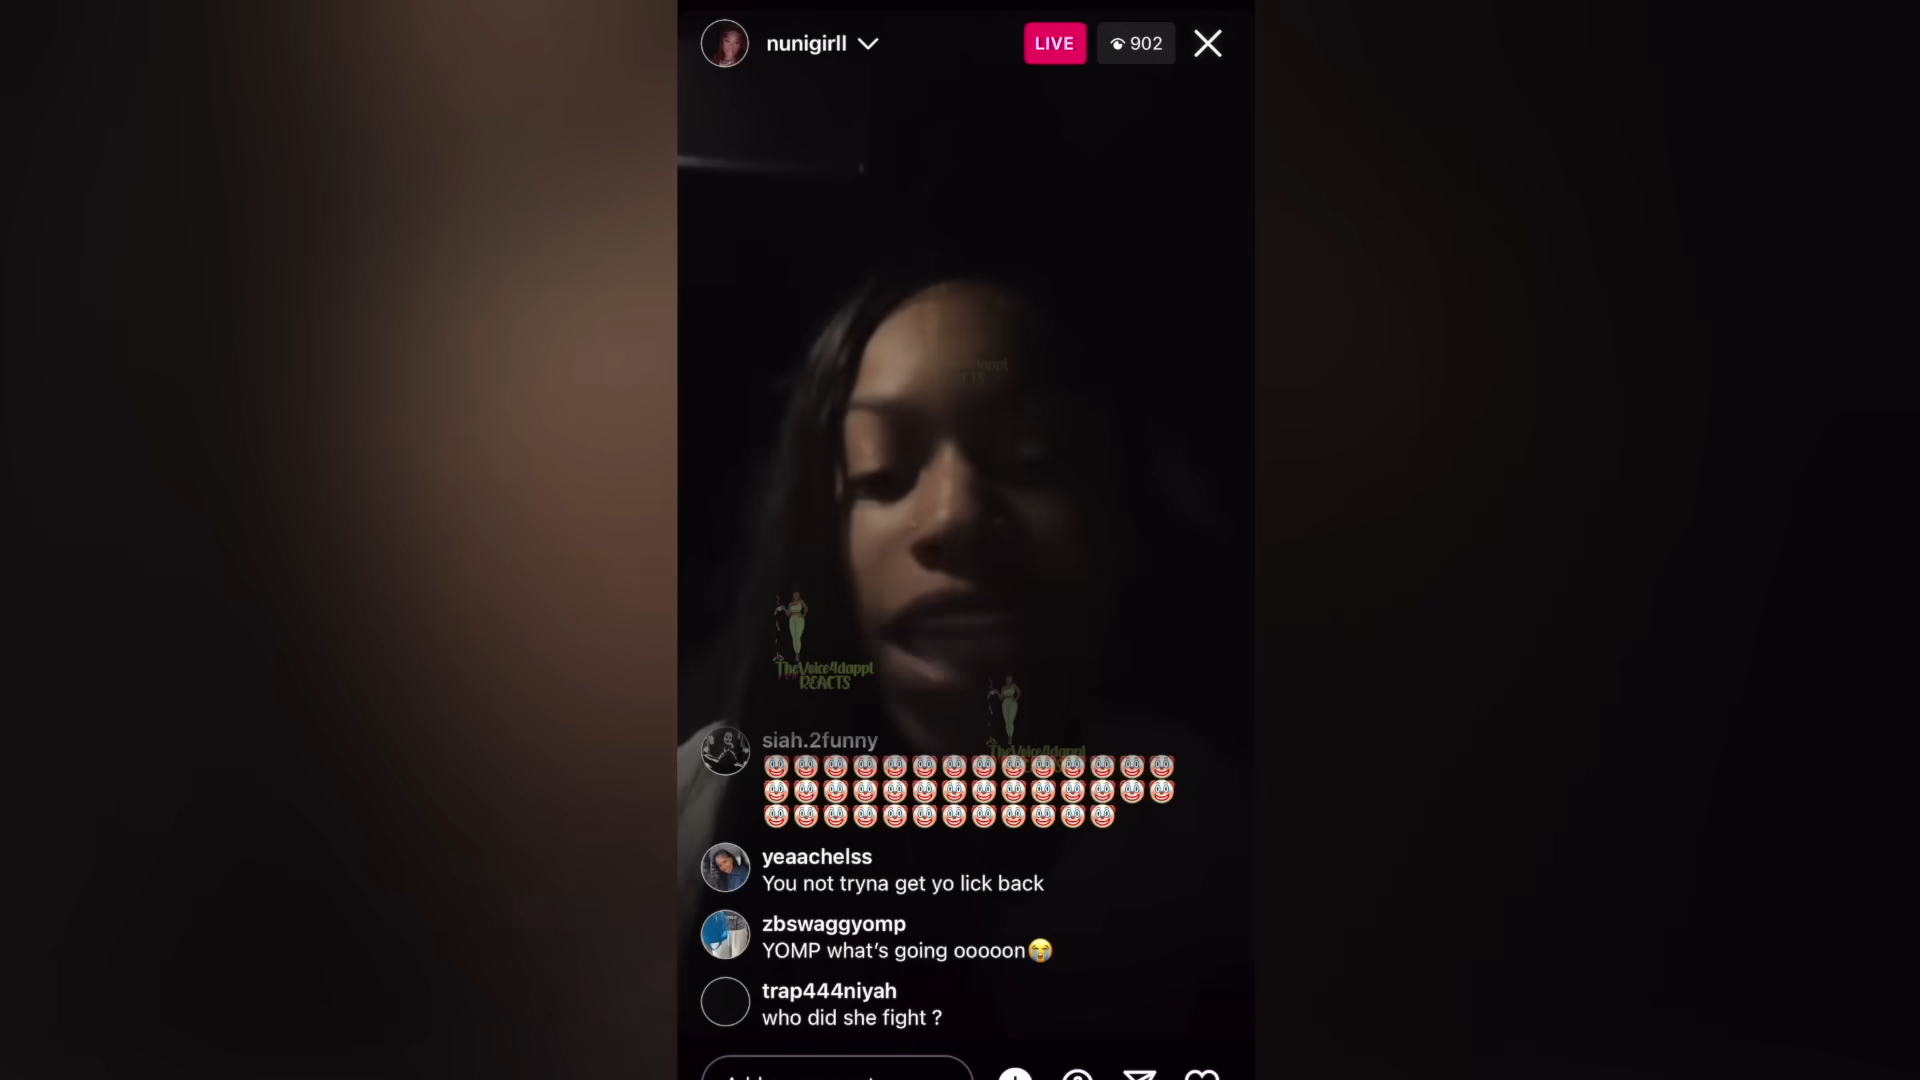 nunigirll
LIVE
902
TheVoice4dappl
REACTS
TheVoice4dappl
siah.2funny
🤡🤡🤡🤡🤡🤡🤡🤡🤡🤡🤡🤡🤡🤡
🤡🤡🤡🤡🤡🤡🤡🤡🤡🤡🤡🤡🤡🤡
🤡🤡🤡🤡🤡🤡🤡🤡🤡🤡🤡🤡
yeaachelss
You not tryna get yo lick back
zbswaggyomp
YOMP what’s going ooooon😭
trap444niyah
who did she fight ?